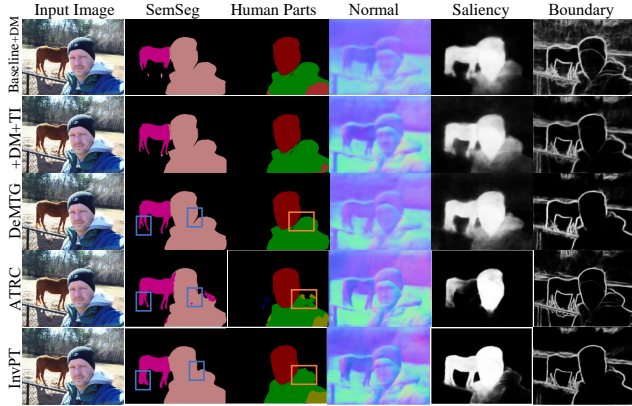 Input Image SemSeg Human Parts Normal Saliency Boundary
Baseline+DM
+DM+TI
DeMTG
ATRC
InvPT